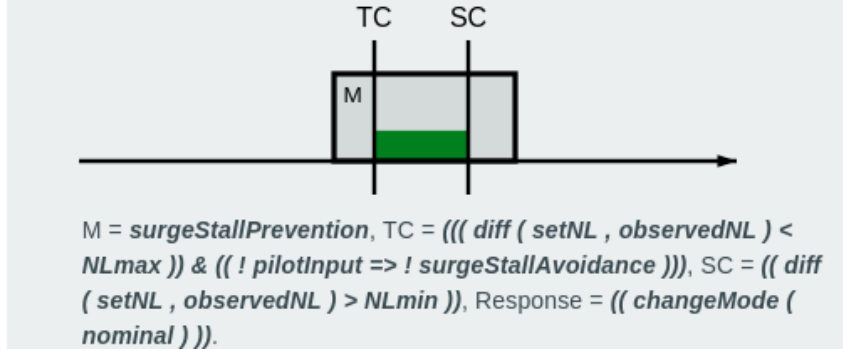 TC SC
M
M = surgeStallPrevention, TC = ((( diff ( setNL , observedNL ) <
NLmax )) & (( ! pilotInput => ! surgeStallAvoidance ))), SC = (( diff
( setNL , observedNL ) > NLmin )), Response = (( changeMode (
nominal ) )).